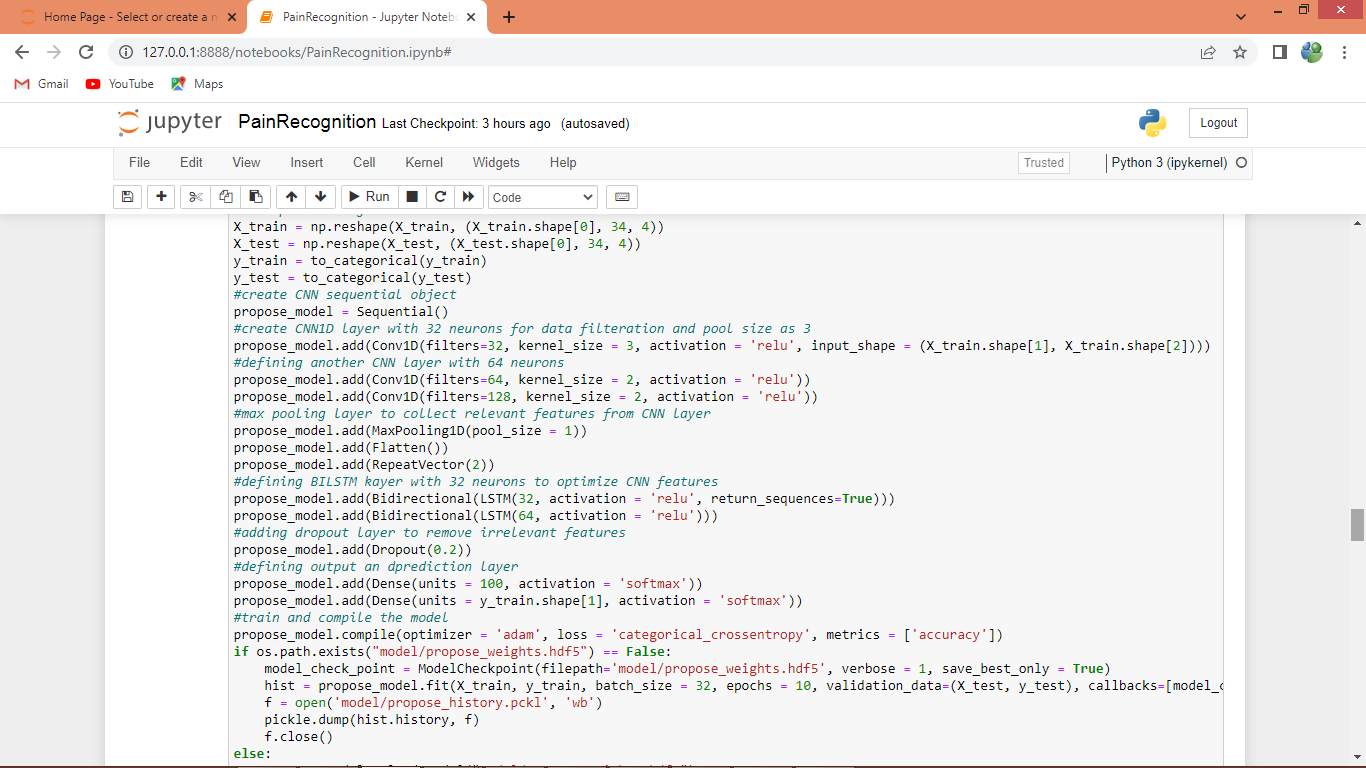 Home Page - Select or create a n
PainRecognition - Jupyter Notebo
127.0.0.1:8888/notebooks/PainRecognition.ipynb#
Gmail YouTube Maps
jupyter PainRecognition Last Checkpoint: 3 hours ago (autosaved)
Logout
File Edit View Insert Cell Kernel Widgets Help
Trusted
Python 3 (ipykernel)
Run
Code
X_train = np.reshape(X_train, (X_train.shape[0], 34, 4))
X_test = np.reshape(X_test, (X_test.shape[0], 34, 4))
y_train = to_categorical(y_train)
y_test = to_categorical(y_test)
#create CNN sequential object
propose_model = Sequential()
#create CNN1D layer with 32 neurons for data filteration and pool size as 3
propose_model.add(Conv1D(filters=32, kernel_size = 3, activation = 'relu', input_shape = (X_train.shape[1], X_train.shape[2])))
#defining another CNN layer with 64 neurons
propose_model.add(Conv1D(filters=64, kernel_size = 2, activation = 'relu'))
propose_model.add(Conv1D(filters=128, kernel_size = 2, activation = 'relu'))
#max pooling layer to collect relevant features from CNN layer
propose_model.add(MaxPooling1D(pool_size = 1))
propose_model.add(Flatten())
propose_model.add(RepeatVector(2))
#defining BILSTM kayer with 32 neurons to optimize CNN features
propose_model.add(Bidirectional(LSTM(32, activation = 'relu', return_sequences=True)))
propose_model.add(Bidirectional(LSTM(64, activation = 'relu')))
#adding dropout layer to remove irrelevant features
propose_model.add(Dropout(0.2))
#defining output an dprediction layer
propose_model.add(Dense(units = 100, activation = 'softmax'))
propose_model.add(Dense(units = y_train.shape[1], activation = 'softmax'))
#train and compile the model
propose_model.compile(optimizer = 'adam', loss = 'categorical_crossentropy', metrics = ['accuracy'])
if os.path.exists("model/propose_weights.hdf5") == False:
    model_check_point = ModelCheckpoint(filepath='model/propose_weights.hdf5', verbose = 1, save_best_only = True)
    hist = propose_model.fit(X_train, y_train, batch_size = 32, epochs = 10, validation_data=(X_test, y_test), callbacks=[model_c
    f = open('model/propose_history.pckl', 'wb')
    pickle.dump(hist.history, f)
    f.close()
else: